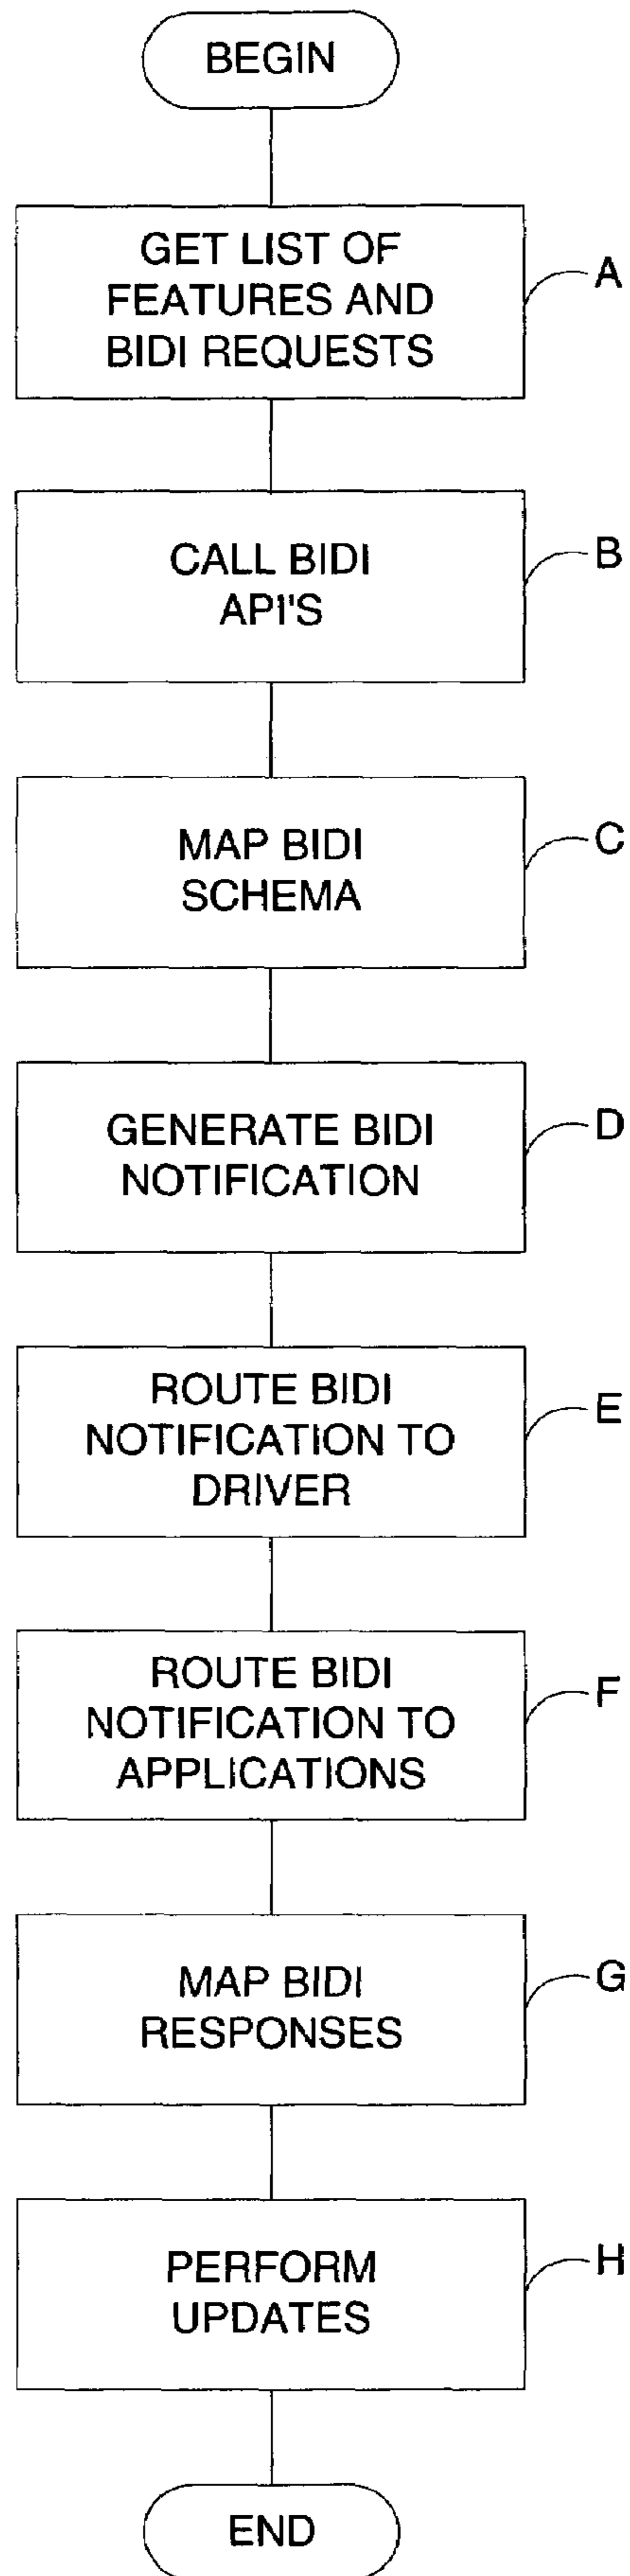 BEGIN
GET LIST OF
FEATURES AND
BIDI REQUESTS
A
CALL BIDI
API'S
B
MAP BIDI
SCHEMA
C
GENERATE BIDI
NOTIFICATION
D
ROUTE BIDI
NOTIFICATION TO
DRIVER
E
ROUTE BIDI
NOTIFICATION TO
APPLICATIONS
F
MAP BIDI
RESPONSES
G
PERFORM
UPDATES
H
END